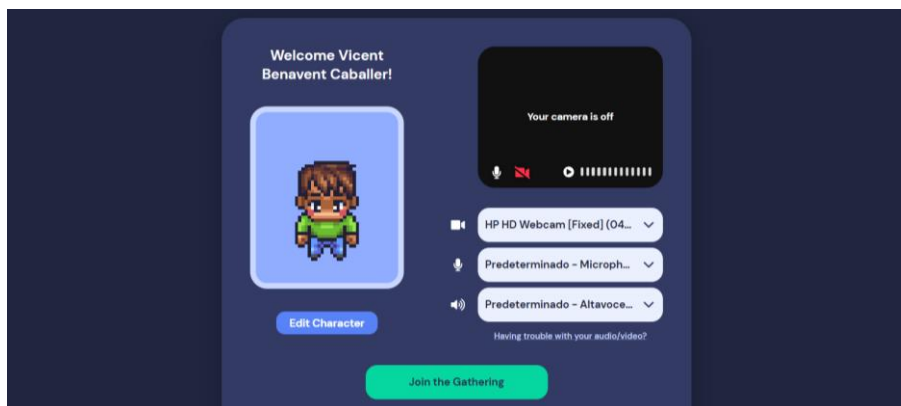 Welcome Vicent
Benavent Caballer!
Your camera is off
HP HD Webcam [Fixed] (04...
Predeterminado - Microph...
Predeterminado - Altavoce...
Edit Character
Having trouble with your audio/video?
Join the Gathering